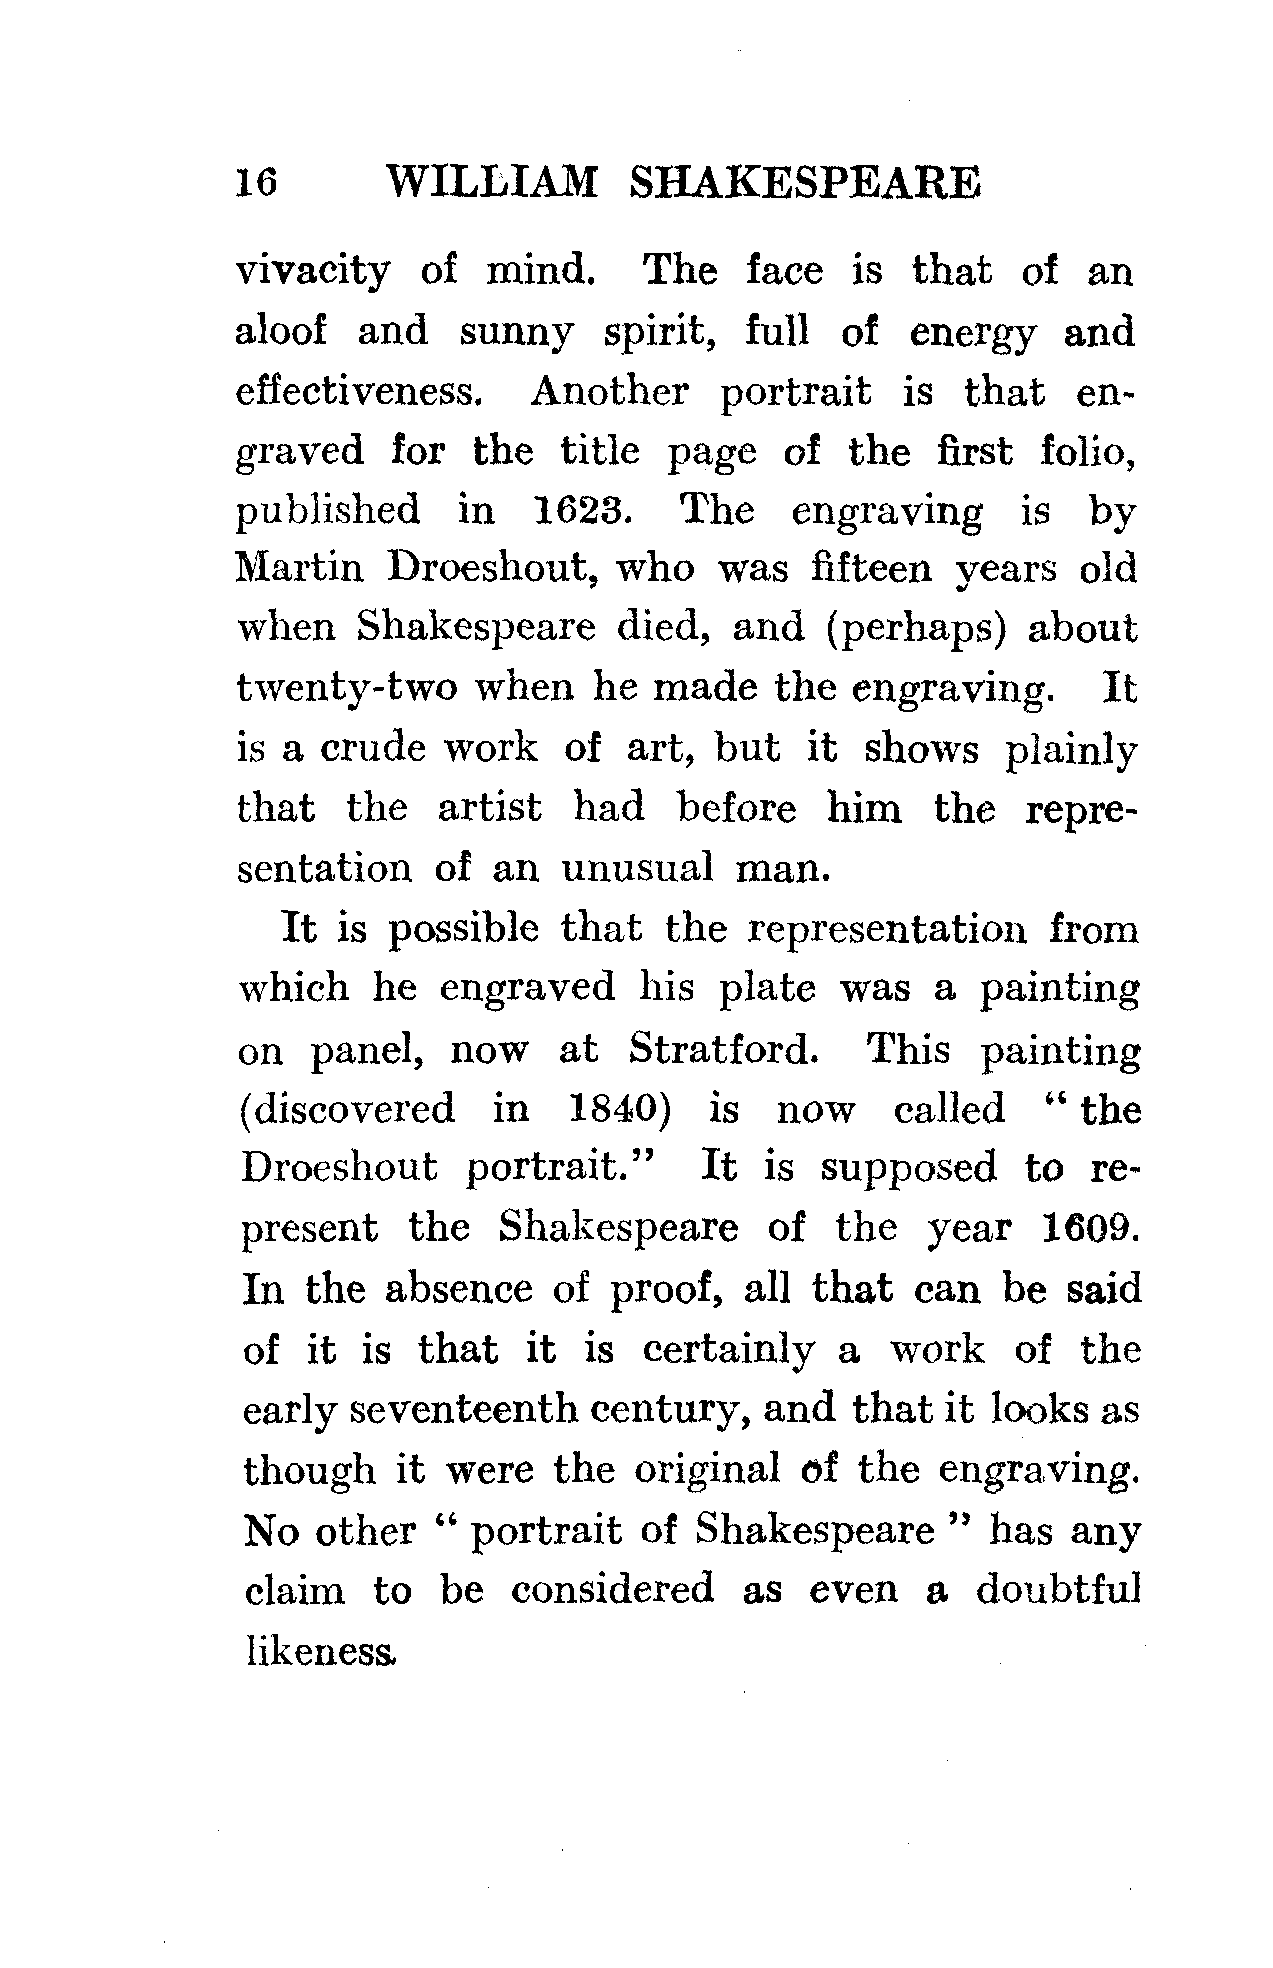 16 WILLIAM SHAKESPEARE
vivacity of mind. The face is that of an
aloof and sunny spirit, full of energy and
effectiveness. Another portrait is that en-
graved for the title page of the first folio,
published in 1623. The engraving is by
Martin Droeshout, who was fifteen years old
when Shakespeare died, and (perhaps) about
twenty-two when he made the engraving. It
is a crude work of art, but it shows plainly
that the artist had before him the repre-
sentation of an unusual man.
It is possible that the representation from
which he engraved his plate was a painting
on panel, now at Stratford. This painting
(discovered in 1840) is now called “ the
Droeshout portrait.” It is supposed to re-
present the Shakespeare of the year 1609.
In the absence of proof, all that can be said
of it is that it is certainly a work of the
early seventeenth century, and that it looks as
though it were the original of the engraving.
No other “ portrait of Shakespeare ” has any
claim to be considered as even a doubtful
likeness.